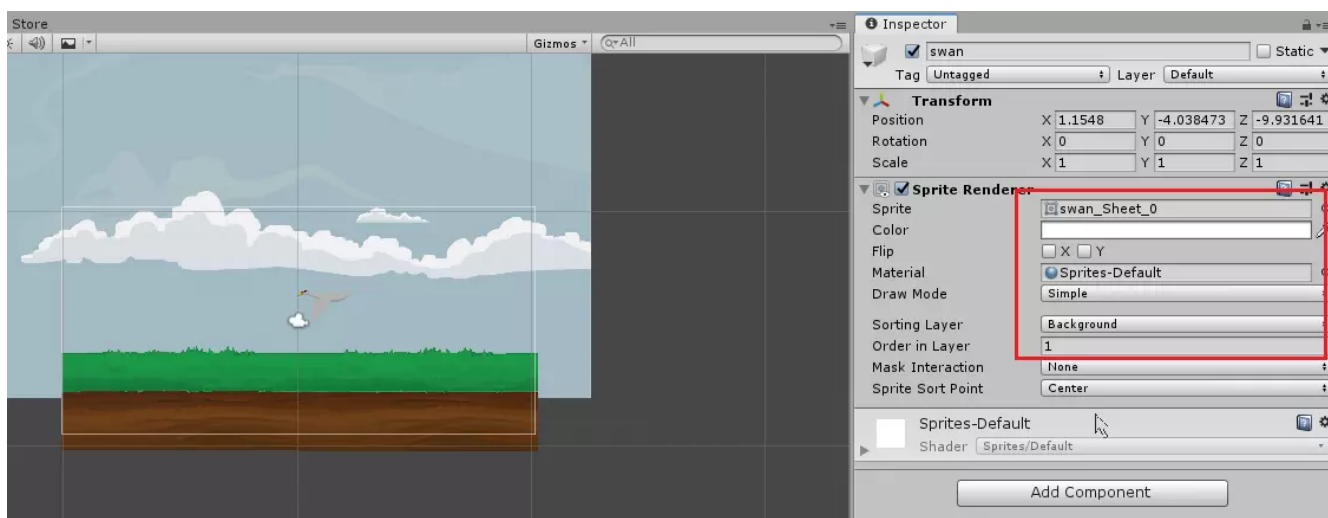 Store
Gizmos
All
Inspector
swan
Static
Tag Untagged Layer Default
Transform
Position X 1.1548 Y -4.038473 Z -9.931641
Rotation X 0 Y 0 Z 0
Scale X 1 Y 1 Z 1
Sprite Renderer
Sprite swan_Sheet_0
Color
Flip X Y
Material Sprites-Default
Draw Mode Simple
Sorting Layer Background
Order in Layer 1
Mask Interaction None
Sprite Sort Point Center
Sprites-Default
Shader Sprites/Default
Add Component